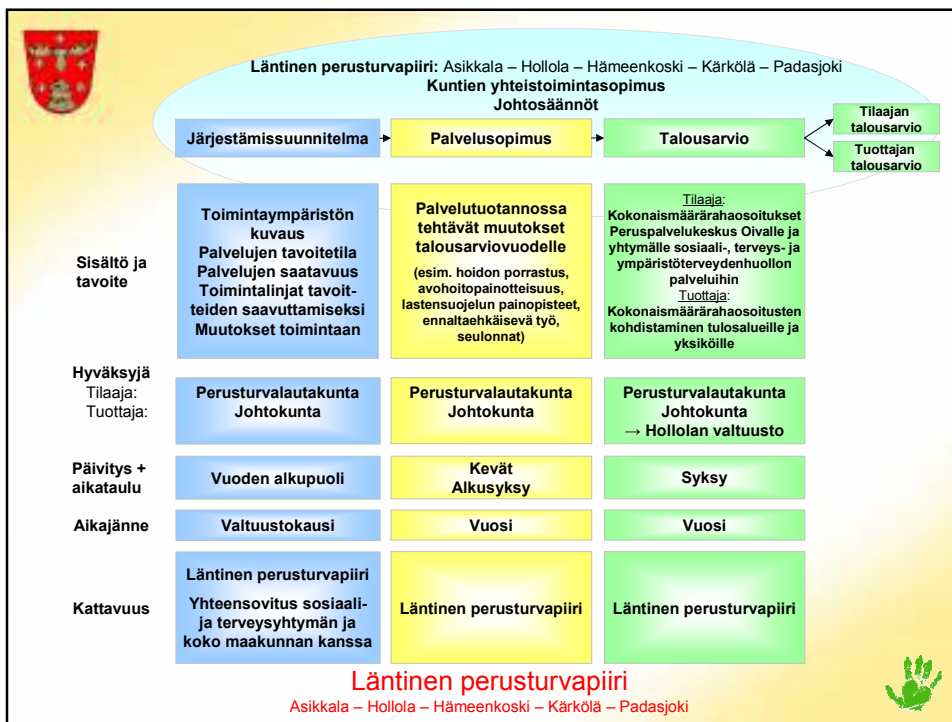 Läntinen perusturvapiiri: Asikkala – Hollola – Hämeenkoski – Kärkölä – Padasjoki
Kuntien yhteistoimintasopimus
Johtosäännöt
Järjestämissuunnitelma
Palvelusopimus
Talousarvio
Tilaajan
talousarvio
Tuottajan
talousarvio
Sisältö ja
tavoite
Toimintaympäristön
kuvaus
Palvelujen tavoitetila
Palvelujen saatavuus
Toimintalinjat tavoit-
teiden saavuttamiseksi
Muutokset toimintaan
Palvelutuotannossa
tehtävät muutokset
talousarviovuodelle
(esim. hoidon porrastus,
avohoitopainotteisuus,
lastensuojelun painopisteet,
ennaltaehkäisevä työ,
seulonnat)
Tilaaja:
Kokonaismäärärahaosoitukset
Peruspalvelukeskus Oivalle ja
yhtymälle sosiaali-, terveys- ja
ympäristöterveydenhuollon
palveluihin
Tuottaja:
Kokonaismäärärahaosoitusten
kohdistaminen tulosalueille ja
yksiköille
Hyväksyjä
Tilaaja:
Tuottaja:
Perusturvalautakunta
Johtokunta
Perusturvalautakunta
Johtokunta
Perusturvalautakunta
Johtokunta
→ Hollolan valtuusto
Päivitys +
aikataulu
Vuoden alkupuoli
Kevät
Alkusyksy
Syksy
Aikajänne
Valtuustokausi
Vuosi
Vuosi
Kattavuus
Läntinen perusturvapiiri
Yhteensovitus sosiaali-
ja terveysyhtymän ja
koko maakunnan kanssa
Läntinen perusturvapiiri
Läntinen perusturvapiiri
Läntinen perusturvapiiri
Asikkala – Hollola – Hämeenkoski – Kärkölä – Padasjoki